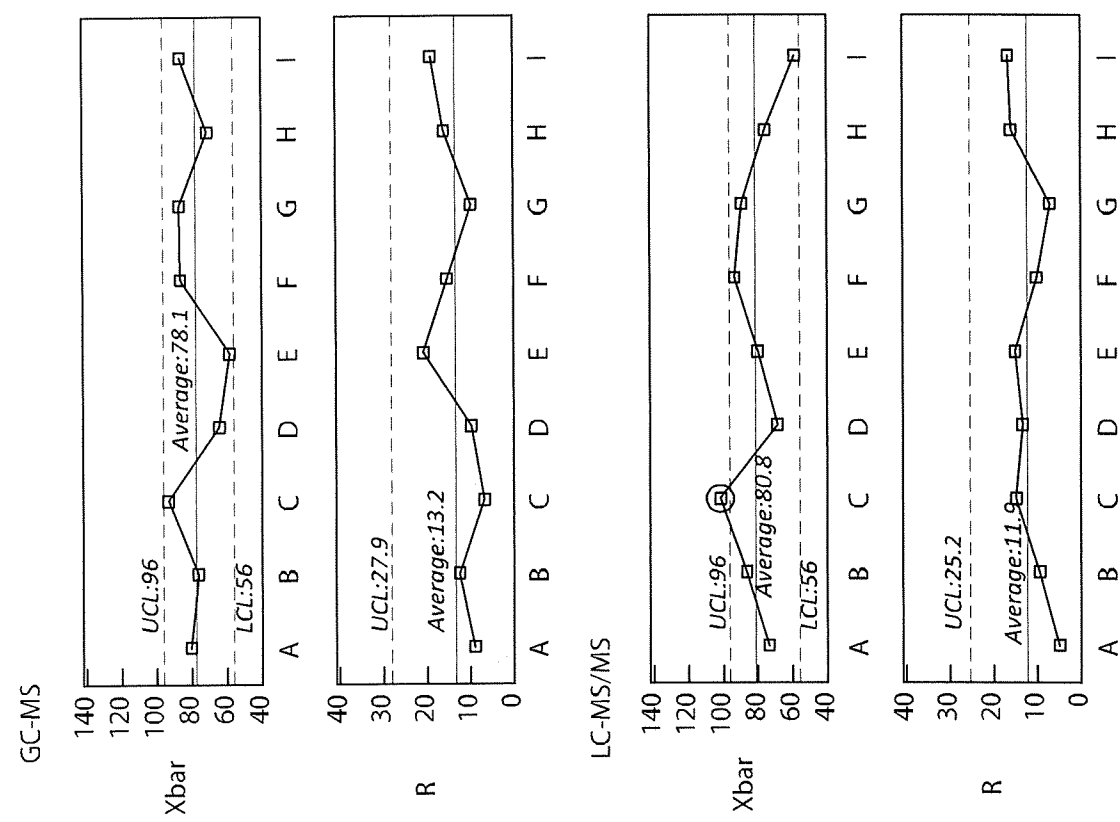 GC-MS
Xbar
140
120
100
80
60
40
UCL:96
Average:78.1
LCL:56
A B C D E F G H I
R
40
30
20
10
0
UCL:27.9
Average:13.2
A B C D E F G H I
LC-MS/MS
Xbar
140
120
100
80
60
40
UCL:96
Average:80.8
LCL:56
A B C D E F G H I
R
40
30
20
10
0
UCL:25.2
Average:11.9
A B C D E F G H I